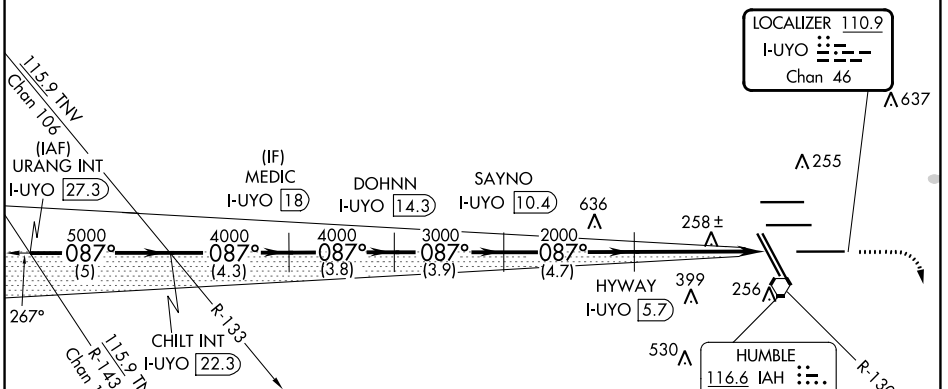 LOCALIZER 110.9
I-UYO
Chan 46
637
255
115.9 TNV
Chan 106
(IAF)
URANG INT
I-UYO 27.3
(IF)
MEDIC
I-UYO 18
DOHNN
I-UYO 14.3
SAYNO
I-UYO 10.4
636
258 ±
5000
087°
(5)
4000
087°
(4.3)
4000
087°
(3.8)
3000
087°
(3.9)
2000
087°
(4.7)
267°
HYWAY
I-UYO 5.7
399
256
R-133
CHILT INT
I-UYO 22.3
R-143
115.9
530
HUMBLE
116.6 IAH